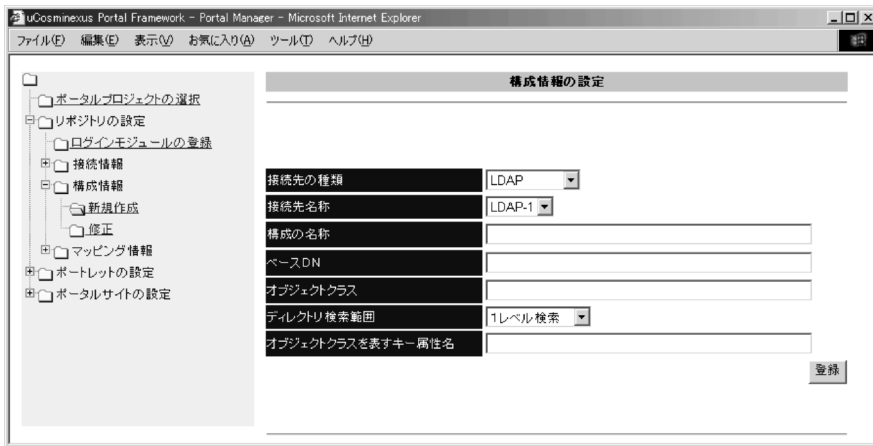 uCosminexus Portal Framework - Portal Manager - Microsoft Internet Explorer
ファイル(F) 編集(E) 表示(V) お気に入り(A) ツール(T) ヘルプ(H)
ポータルプロジェクトの選択
リポジトリの設定
ログインモジュールの登録
接続情報
構成情報
新規作成
修正
マッピング情報
ポートレットの設定
ポータルサイトの設定
構成情報の設定
接続先の種類 LDAP
接続先名称 LDAP-1
構成の名称
ベースDN
オブジェクトクラス
ディレクトリ検索範囲 1レベル検索
オブジェクトクラスを表すキー属性名
登録